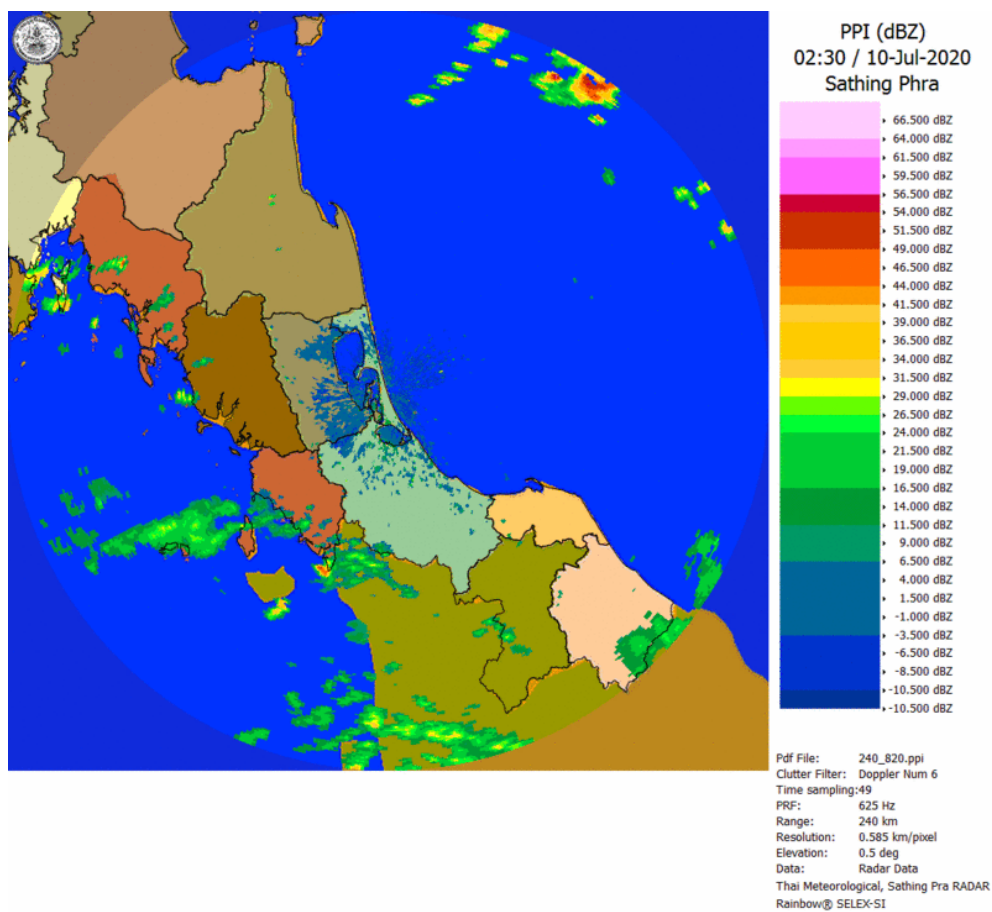 PPI (dBZ)
02:30 / 10-Jul-2020
Sathing Phra
66.500 dBZ
64.000 dBZ
61.500 dBZ
59.500 dBZ
56.500 dBZ
54.000 dBZ
51.500 dBZ
49.000 dBZ
46.500 dBZ
44.000 dBZ
41.500 dBZ
39.000 dBZ
36.500 dBZ
34.000 dBZ
31.500 dBZ
29.000 dBZ
26.500 dBZ
24.000 dBZ
21.500 dBZ
19.000 dBZ
16.500 dBZ
14.000 dBZ
11.500 dBZ
9.000 dBZ
6.500 dBZ
4.000 dBZ
1.500 dBZ
-1.000 dBZ
-3.500 dBZ
-6.500 dBZ
-8.500 dBZ
-10.500 dBZ
-10.500 dBZ
Pdf File: 240_820.ppi
Clutter Filter: Doppler Num 6
Time sampling:49
PRF: 625 Hz
Range: 240 km
Resolution: 0.585 km/pixel
Elevation: 0.5 deg
Data: Radar Data
Thai Meteorological, Sathing Pra RADAR
Rainbow® SELEX-SI